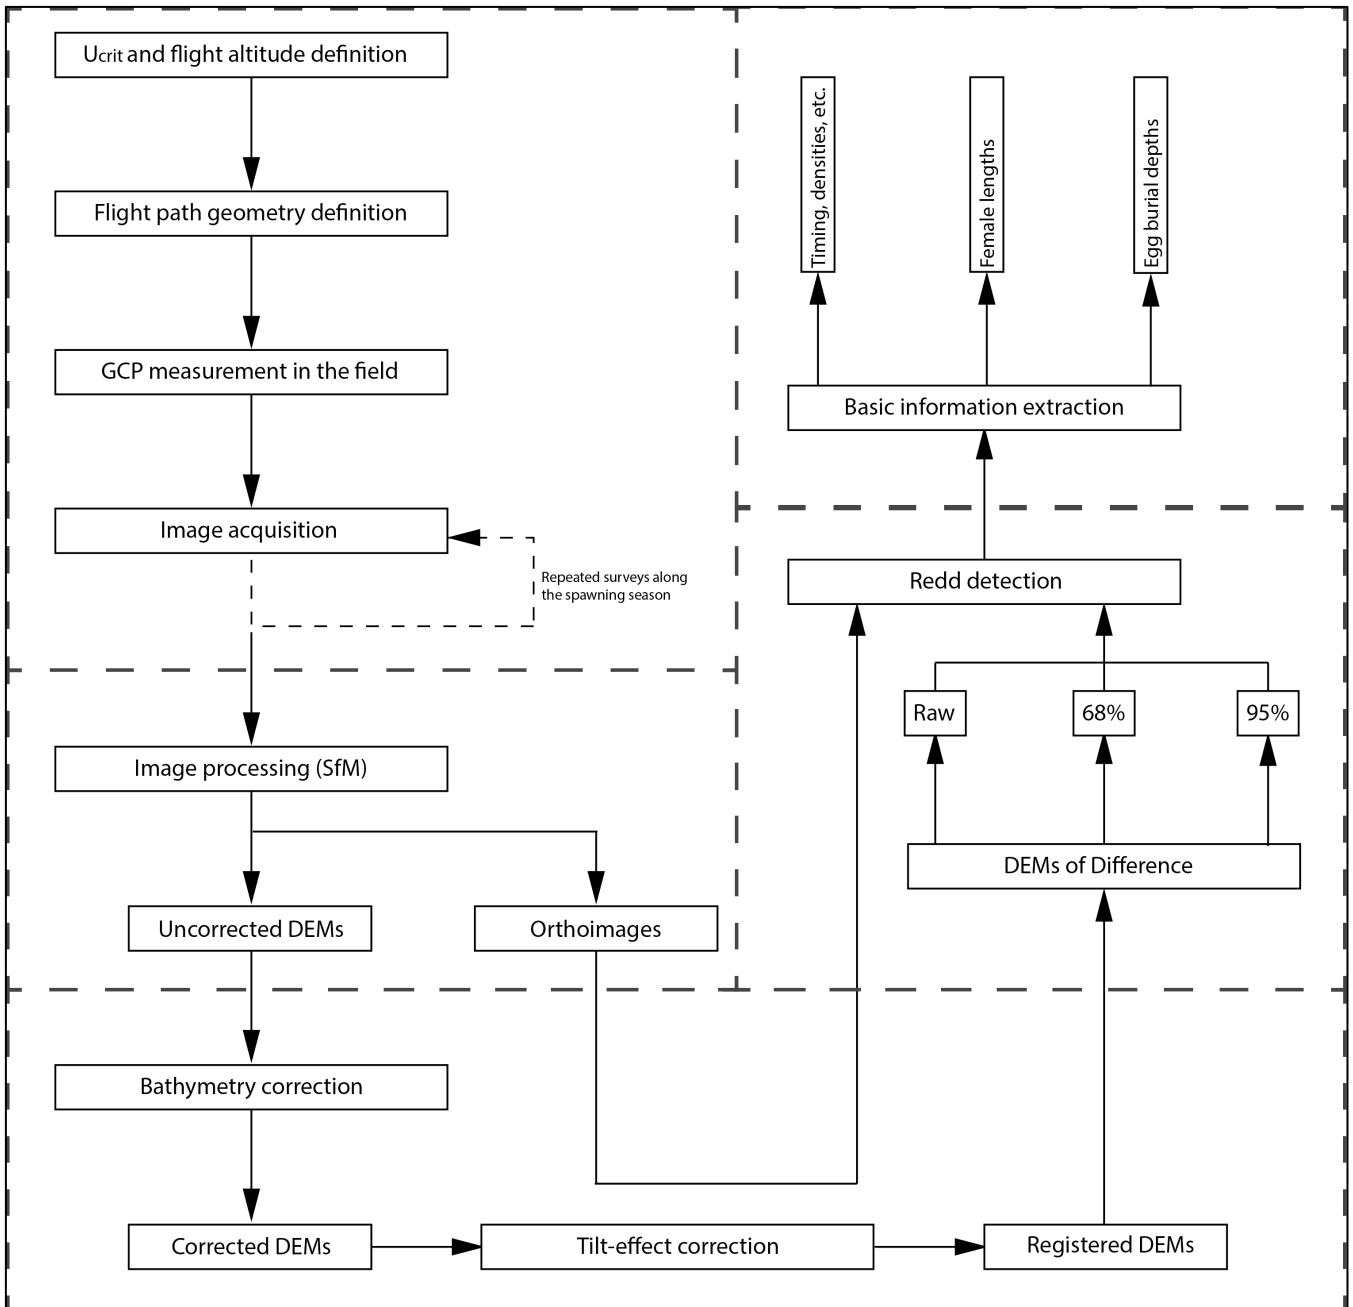 Ucrit and flight altitude definition
Flight path geometry definition
GCP measurement in the field
Image acquisition
Repeated surveys along
the spawning season
Image processing (SfM)
Uncorrected DEMs
Orthoimages
Bathymetry correction
Corrected DEMs
Tilt-effect correction
Registered DEMs
DEMs of Difference
Raw
68%
95%
Redd detection
Basic information extraction
Timing, densities, etc.
Female lengths
Egg burial depths